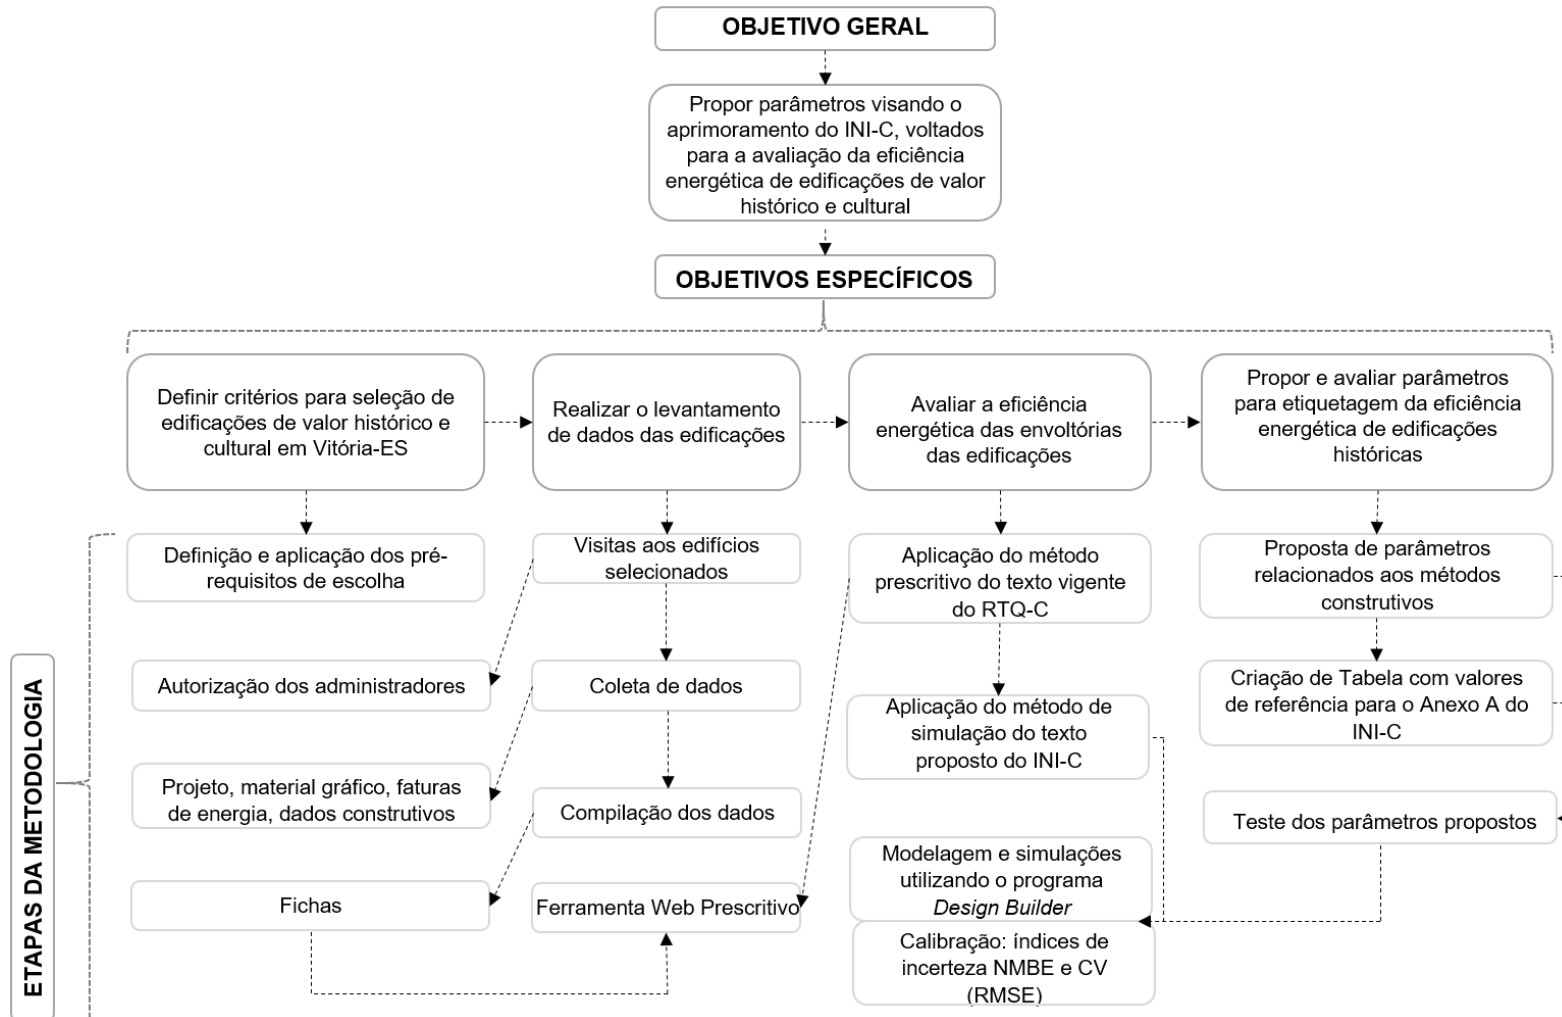 OBJETIVO GERAL
Propor parâmetros visando o
aprimoramento do INI-C, voltados
para a avaliação da eficiência
energética de edificações de valor
histórico e cultural
OBJETIVOS ESPECÍFICOS
Definir critérios para seleção de
edificações de valor histórico e
cultural em Vitória-ES
Realizar o levantamento
de dados das edificações
Avaliar a eficiência
energética das envoltórias
das edificações
Propor e avaliar parâmetros
para etiquetagem da eficiência
energética de edificações
históricas
ETAPAS DA METODOLOGIA
Definição e aplicação dos pré-
requisitos de escolha
Visitas aos edifícios
selecionados
Aplicação do método
prescritivo do texto vigente
do RTQ-C
Proposta de parâmetros
relacionados aos métodos
construtivos
Autorização dos administradores
Coleta de dados
Aplicação do método de
simulação do texto
proposto do INI-C
Criação de Tabela com valores
de referência para o Anexo A do
INI-C
Projeto, material gráfico, faturas
de energia, dados construtivos
Compilação dos dados
Teste dos parâmetros propostos
Fichas
Ferramenta Web Prescritivo
Modelagem e simulações
utilizando o programa
Design Builder
Calibração: índices de
incerteza NMBE e CV
(RMSE)